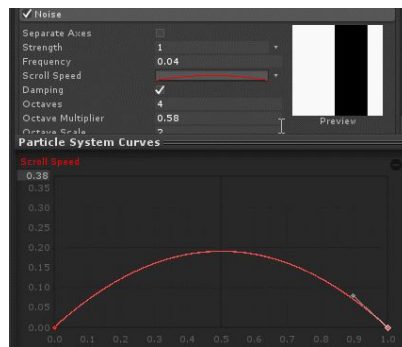 Noise
Separate Axes
Strength 1
Frequency 0.04
Scroll Speed
Damping
Octaves 4
Octave Multiplier 0.58
Preview
Octave Scale 2
Particle System Curves
Scroll Speed
0.38
0.35
0.30
0.25
0.20
0.15
0.10
0.05
0.00
0.0 0.1 0.2 0.3 0.4 0.5 0.6 0.7 0.8 0.9 1.0